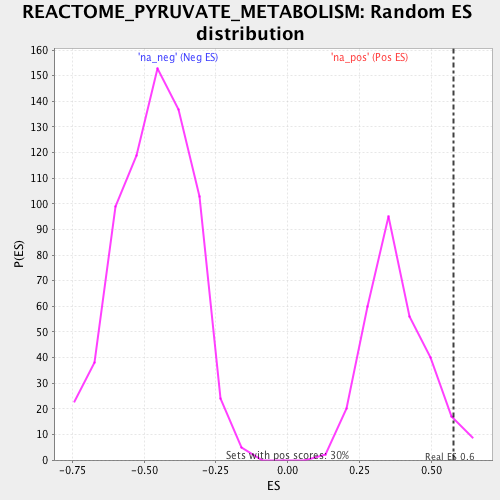 REACTOME_PYRUVATE_METABOLISM: Random ES
distribution
'na_neg' (Neg ES)
'na_pos' (Pos ES)
160
150
140
130
120
110
100
90
80
70
60
50
40
30
20
10
0
P(ES)
Sets with pos scores: 30%
Real ES 0.6
-0.75
-0.50
-0.25
0.00
0.25
0.50
ES